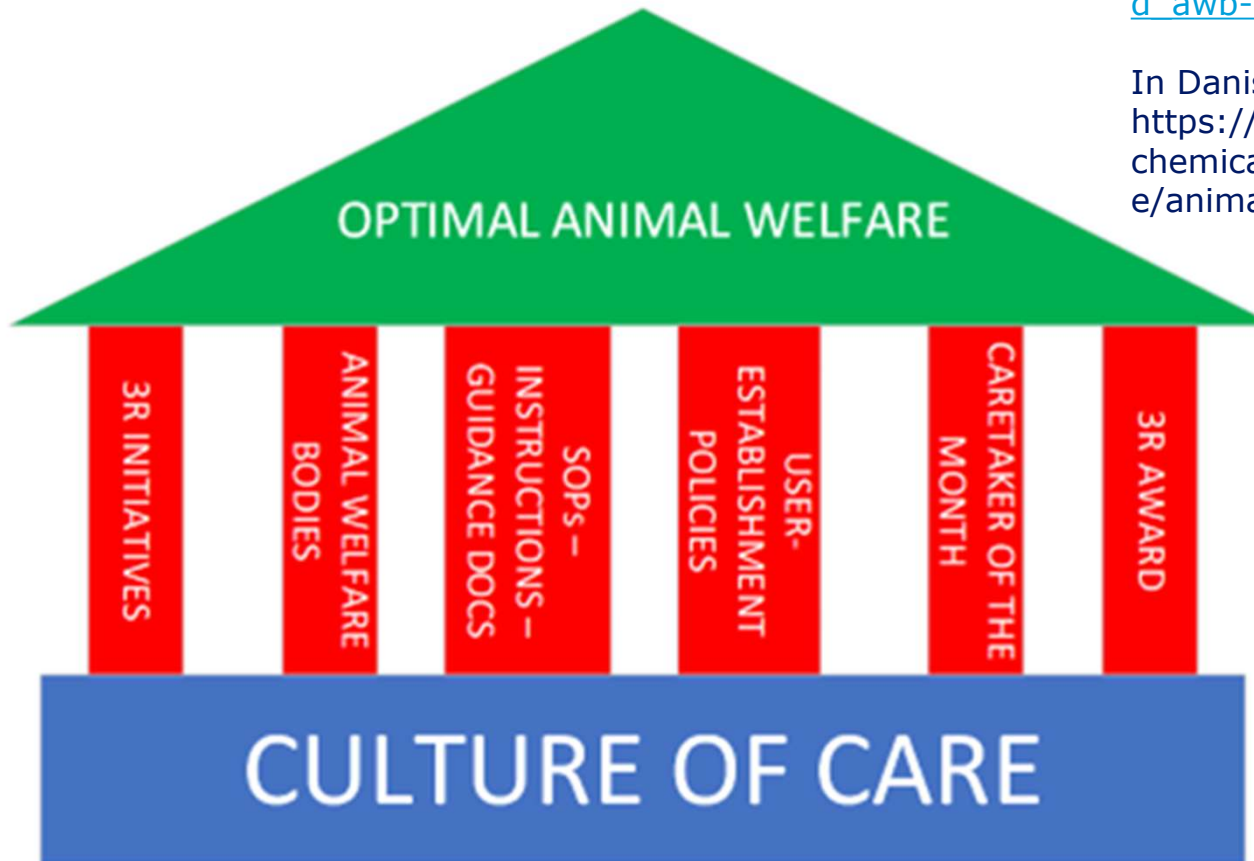 d_awb-
In Danis
https://
chemica
e/anima
OPTIMAL ANIMAL WELFARE
3R INITIATIVES
ANIMAL WELFARE
BODIES
SOPs –
INSTRUCTIONS –
GUIDANCE DOCS
USER-
ESTABLISHMENT
POLICIES
CARETAKER OF THE
MONTH
3R AWARD
CULTURE OF CARE